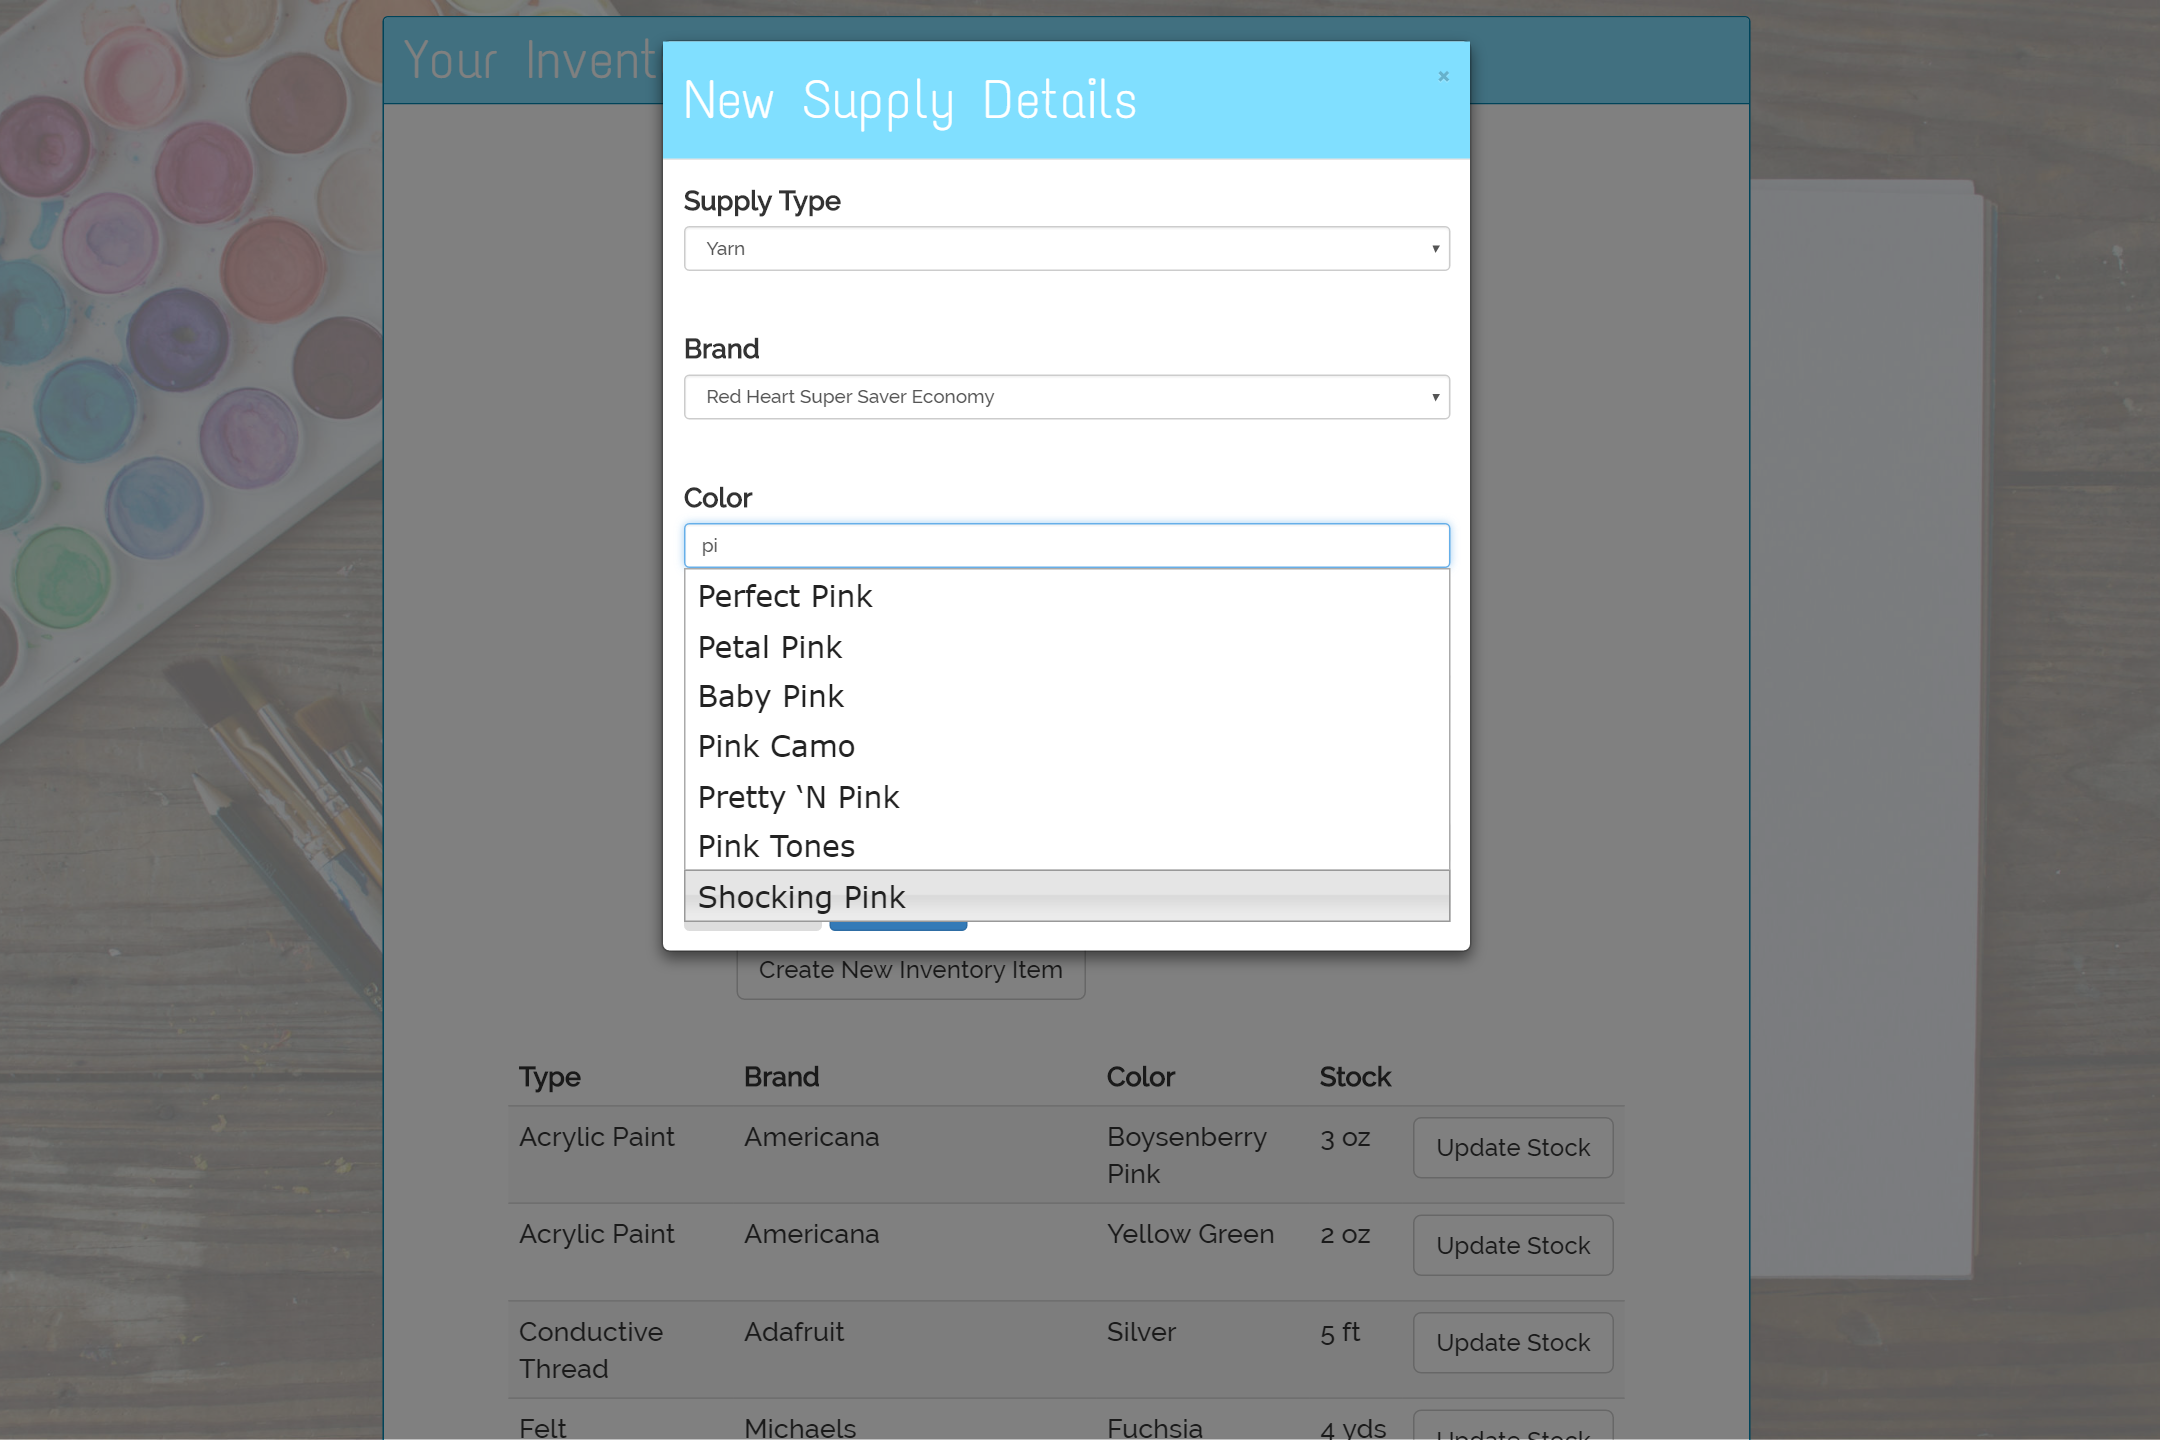 Your Invent
New Supply Details
×
Supply Type
Yarn
Brand
Red Heart Super Saver Economy
Color
pi
Perfect Pink
Petal Pink
Baby Pink
Pink Camo
Pretty ‘N Pink
Pink Tones
Shocking Pink
Create New Inventory Item
Type Brand Color Stock
Acrylic Paint Americana Boysenberry Pink 3 oz Update Stock
Acrylic Paint Americana Yellow Green 2 oz Update Stock
Conductive Thread Adafruit Silver 5 ft Update Stock
Felt Michaels Fuchsia 4 yds Update Stock